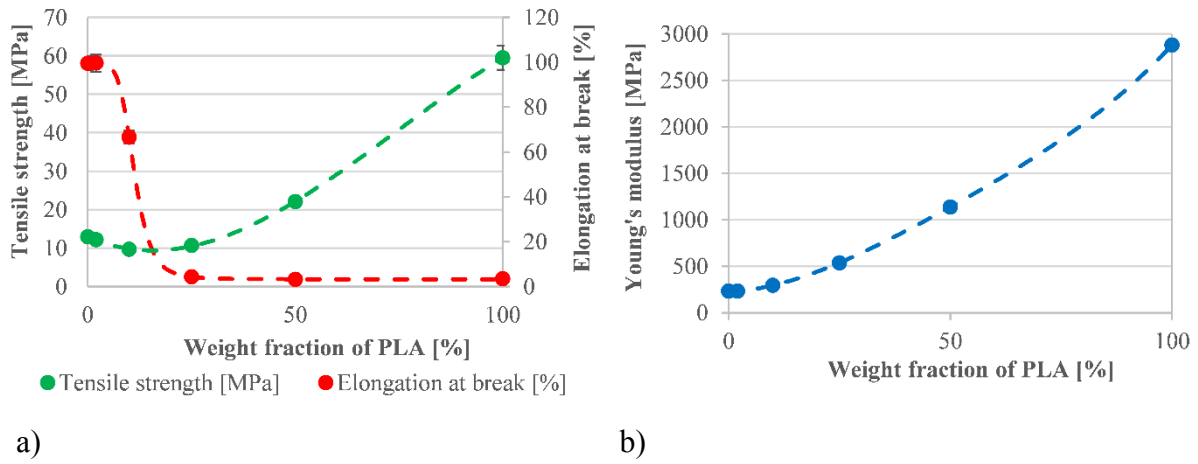 70
60
50
40
30
20
10
0
Tensile strength [MPa]
120
100
80
60
40
20
0
Elongation at break [%]
0 50 100
Weight fraction of PLA [%]
Tensile strength [MPa] Elongation at break [%]
a)
3000
2500
2000
1500
1000
500
0
Young's modulus [MPa]
0 50 100
Weight fraction of PLA [%]
b)